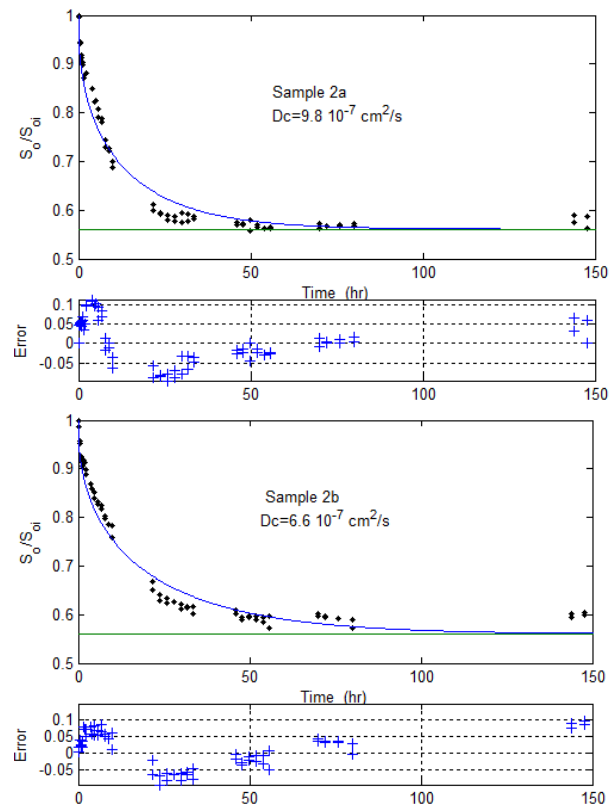 1
0.9
0.8
0.7
0.6
0.5
S_o/S_oi
Sample 2a
Dc=9.8 10^-7 cm^2/s
0 50 100 150
Time (hr)
0.1
0.05
0
-0.05
Error
0 50 100 150
1
0.9
0.8
0.7
0.6
0.5
S_o/S_oi
Sample 2b
Dc=6.6 10^-7 cm^2/s
0 50 100 150
Time (hr)
0.1
0.05
0
-0.05
Error
0 50 100 150